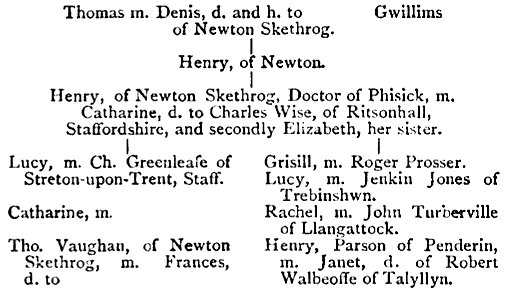 Thomas m. Denis, d. and h. to Gwillims
of Newton Skethrog.
Henry, of Newton.
Henry, of Newton Skethrog, Doctor of Phisick, m.
Catharine, d. to Charles Wise, of Ritsonhall,
Staffordshire, and secondly Elizabeth, her sister.
Lucy, m. Ch. Greenleafe of
Streton-upon-Trent, Staff.
Catharine, m.
Tho. Vaughan, of Newton
Skethrog, m. Frances,
d. to
Grisill, m. Roger Prosser.
Lucy, m. Jenkin Jones of
Trebinshwn.
Rachel, m. John Turberville
of Llangattock.
Henry, Parson of Penderin,
m. Janet, d. of Robert
Walbeoffe of Talyllyn.